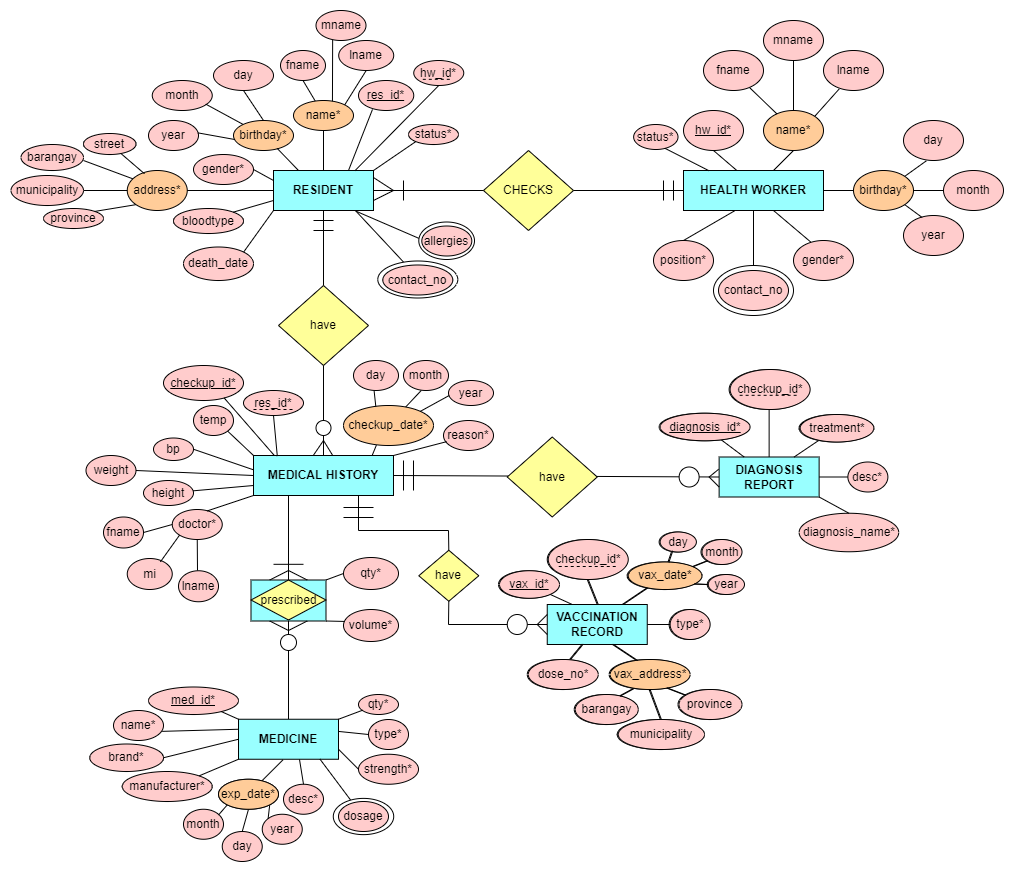 mname
fname
lname
hw_id*
day
month
name*
res_id*
year
birthday*
status*
street
barangay
gender*
municipality
address*
RESIDENT
province
bloodtype
allergies
death_date
contact_no
CHECKS
mname
fname
lname
status*
hw_id*
name*
day
HEALTH WORKER
birthday*
month
year
position*
contact_no
gender*
have
checkup_id*
res_id*
day
month
year
temp
checkup_date*
bp
reason*
weight
MEDICAL HISTORY
height
fname
doctor*
mi
lname
have
checkup_id*
diagnosis_id*
treatment*
DIAGNOSIS
REPORT
desc*
diagnosis_name*
have
checkup_id*
day
month
vax_id*
vax_date*
year
VACCINATION
RECORD
type*
dose_no*
vax_address*
barangay
province
municipality
qty*
prescribed
volume*
med_id*
qty*
name*
type*
MEDICINE
brand*
strength*
manufacturer*
exp_date*
desc*
dosage
month
year
day